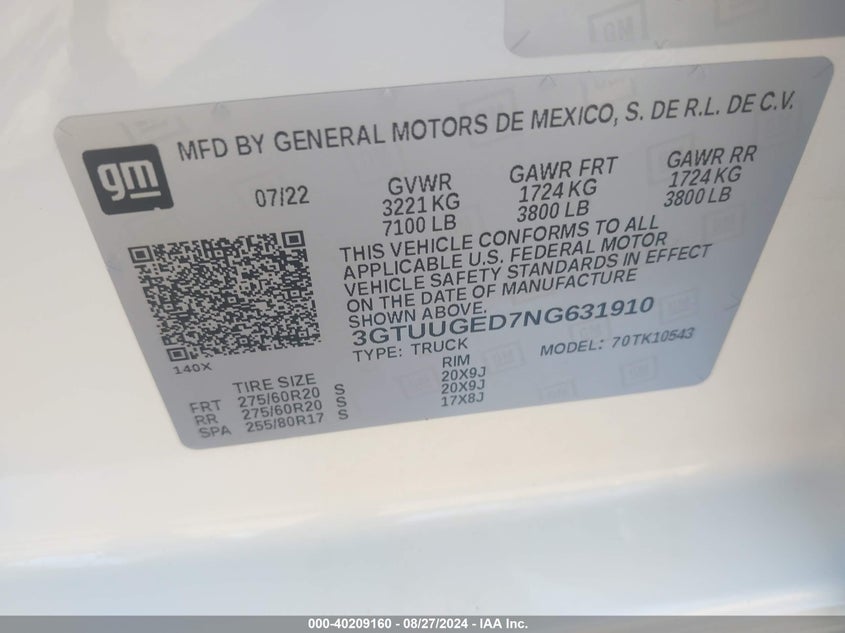 gm
MFD BY GENERAL MOTORS DE MEXICO, S. DE R.L. DE C.V.
07/22
GVWR
3221 KG
7100 LB
GAWR FRT
1724 KG
3800 LB
GAWR RR
1724 KG
3800 LB
THIS VEHICLE CONFORMS TO ALL
APPLICABLE U.S. FEDERAL MOTOR
VEHICLE SAFETY STANDARDS IN EFFECT
ON THE DATE OF MANUFACTURE
SHOWN ABOVE.
3GTUUGED7NG631910
TYPE: TRUCK
MODEL: 70TK10543
140X
TIRE SIZE
RIM
FRT 275/60R20 S 20X9J
RR 275/60R20 S 20X9J
SPA 255/80R17 S 17X8J
000-40209160 - 08/27/2024 - IAA Inc.